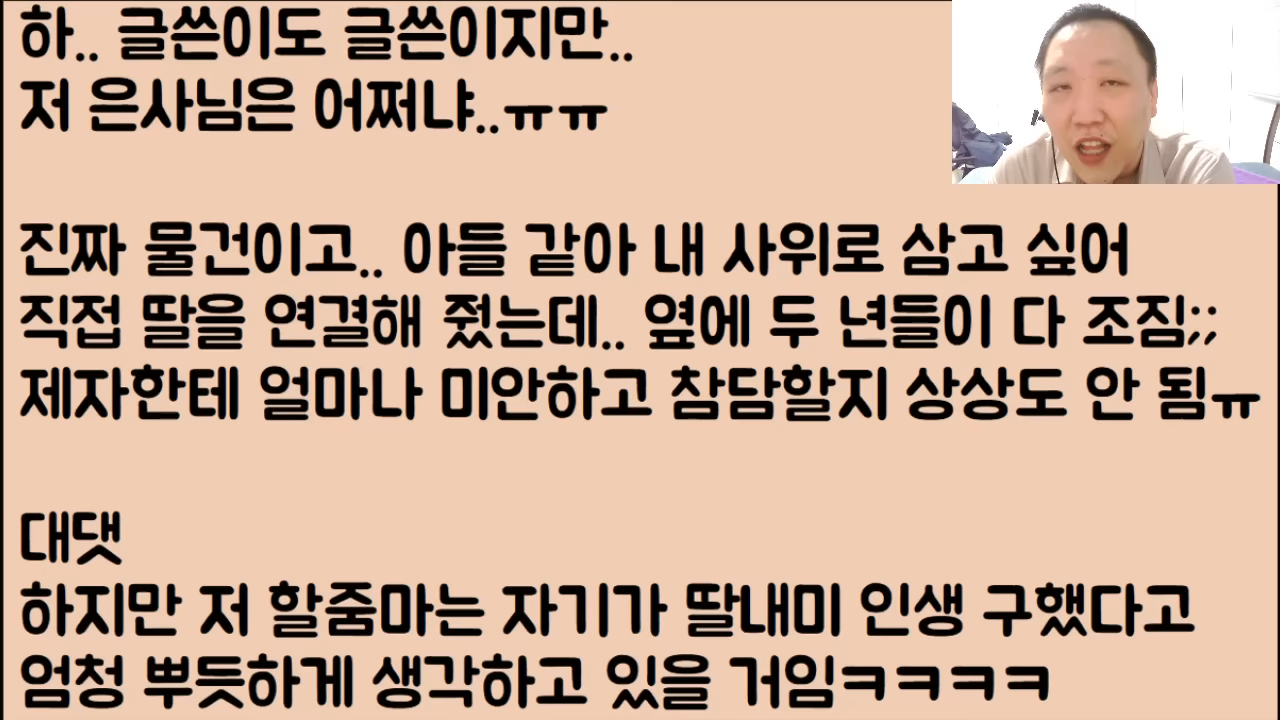 하.. 글쓴이도 글쓴이지만..
저 은사님은 어쩌냐..ㅠㅠ
진짜 물건이고.. 아들 같아 내 사위로 삼고 싶어
직접 딸을 연결해 줬는데.. 옆에 두 년들이 다 조짐;;
제자한테 얼마나 미안하고 참담할지 상상도 안 됨ㅠ
대댓
하지만 저 할줌마는 자기가 딸내미 인생 구했다고
엄청 뿌듯하게 생각하고 있을 거임ㅋㅋㅋㅋ